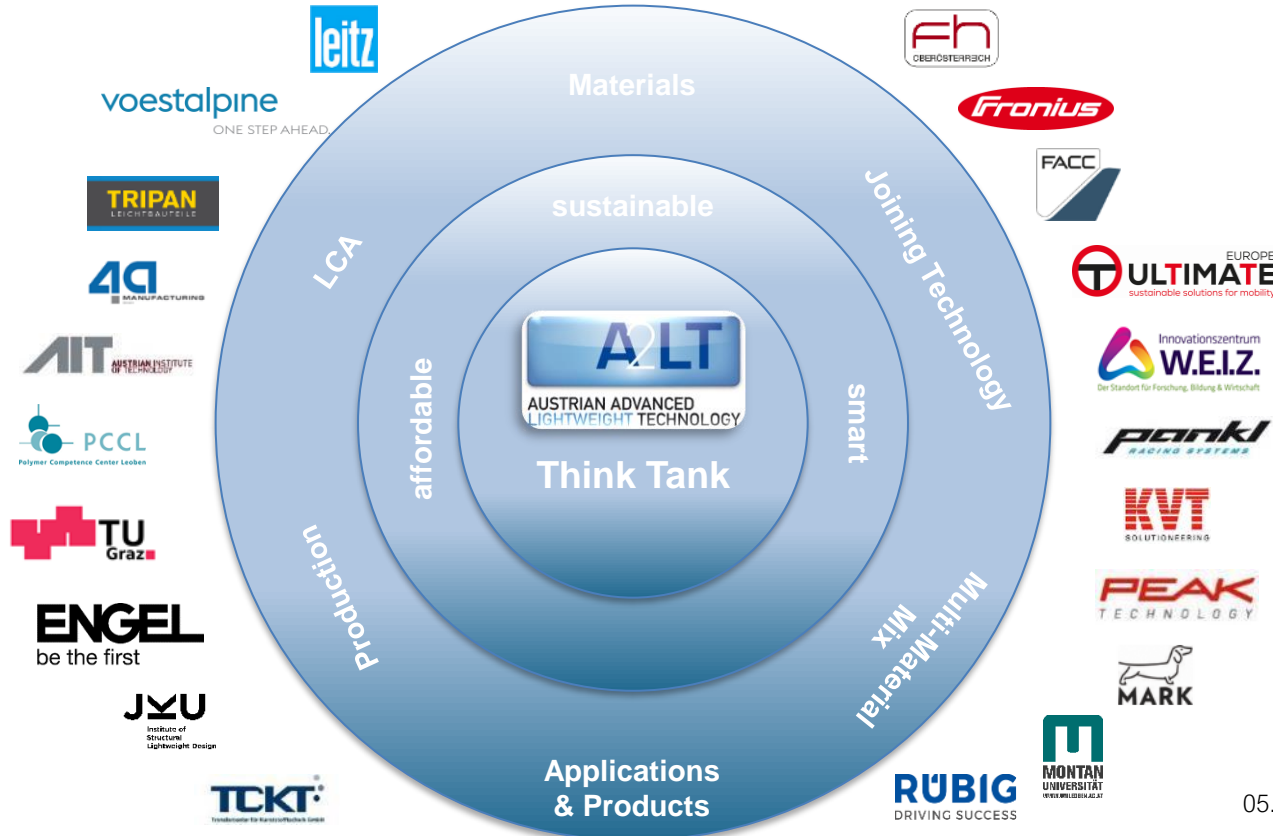 leitz
voestalpine
ONE STEP AHEAD.
TRIPAN
LEICHTBAUTEILE
4a
MANUFACTURING
AIT
AUSTRIAN INSTITUTE
OF TECHNOLOGY
PCCL
Polymer Competence Center Leoben
TU
Graz
ENGEL
be the first
JKU
Institute of
Structural
Lightweight Design
TCKT
Transfercenter für Kunststofftechnik GmbH
Materials
LCA
Joining Technology
sustainable
affordable
smart
A2LT
AUSTRIAN ADVANCED
LIGHTWEIGHT TECHNOLOGY
Think Tank
Production
Multi-Material
Mix
Applications
& Products
Fh
OBERÖSTERREICH
Fronius
FACC
EUROPE
ULTIMATE
sustainable solutions for mobility
Innovationszentrum
W.E.I.Z.
Der Standort für Forschung, Bildung & Wirtschaft
pankl
RACING SYSTEMS
KVT
SOLUTIONEERING
PEAK
TECHNOLOGY
MARK
MONTAN
UNIVERSITÄT
RÜBIG
DRIVING SUCCESS
05.